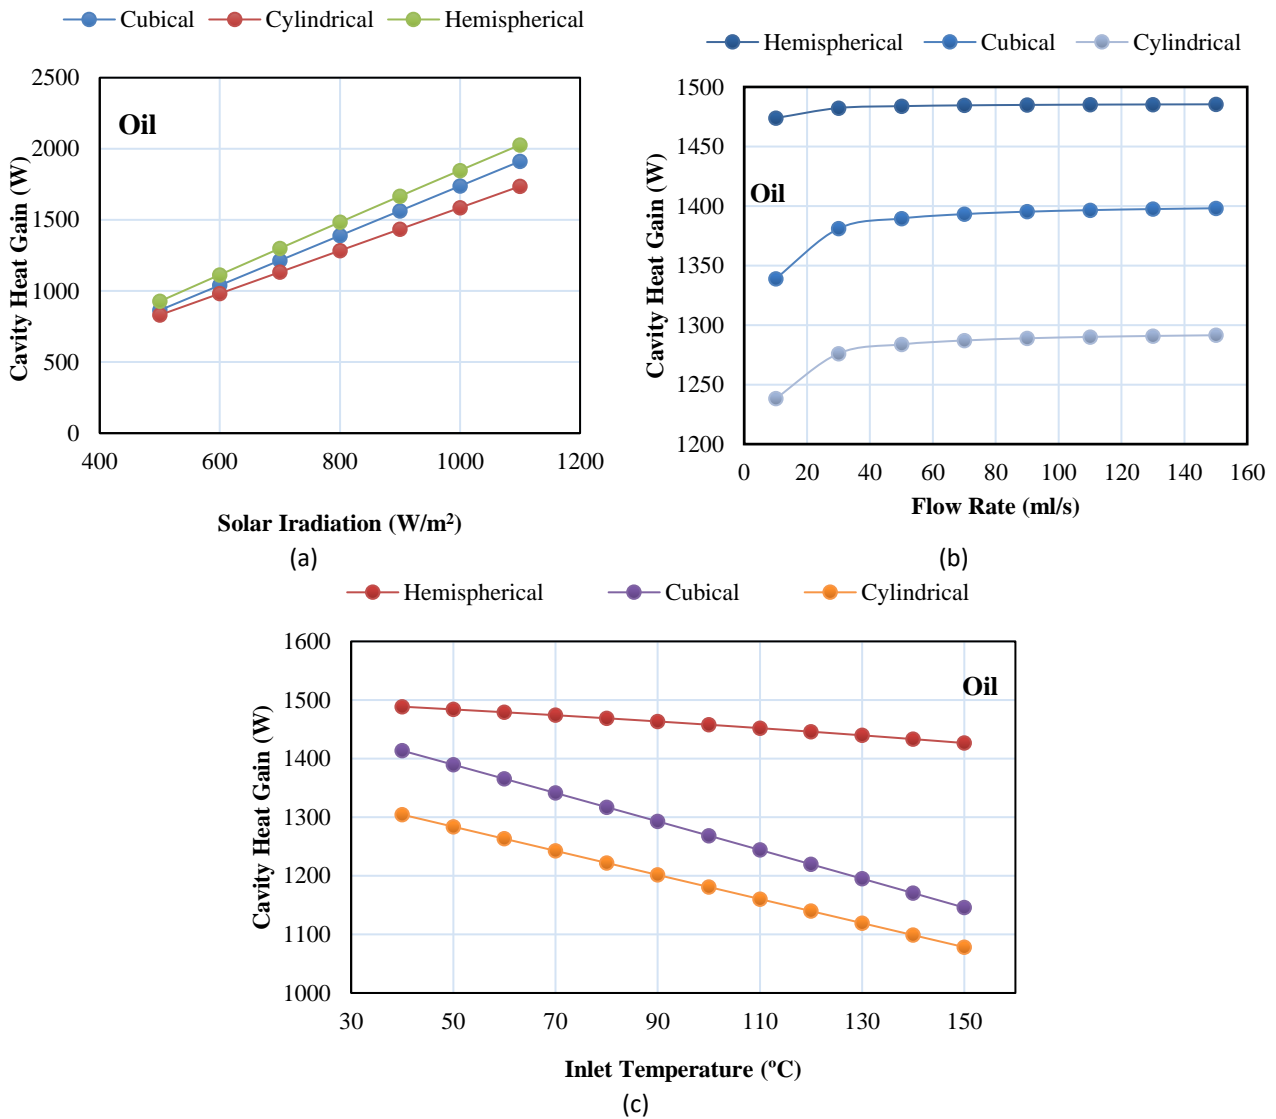 Cubical Cylindrical Hemispherical
Oil
Cavity Heat Gain (W)
2500
2000
1500
1000
500
0
400 600 800 1000 1200
Solar Iradiation (W/m²)
(a)
Hemispherical Cubical Cylindrical
Oil
Cavity Heat Gain (W)
1500
1450
1400
1350
1300
1250
1200
0 20 40 60 80 100 120 140 160
Flow Rate (ml/s)
(b)
Hemispherical Cubical Cylindrical
Oil
Cavity Heat Gain (W)
1600
1500
1400
1300
1200
1100
1000
30 50 70 90 110 130 150
Inlet Temperature (ºC)
(c)